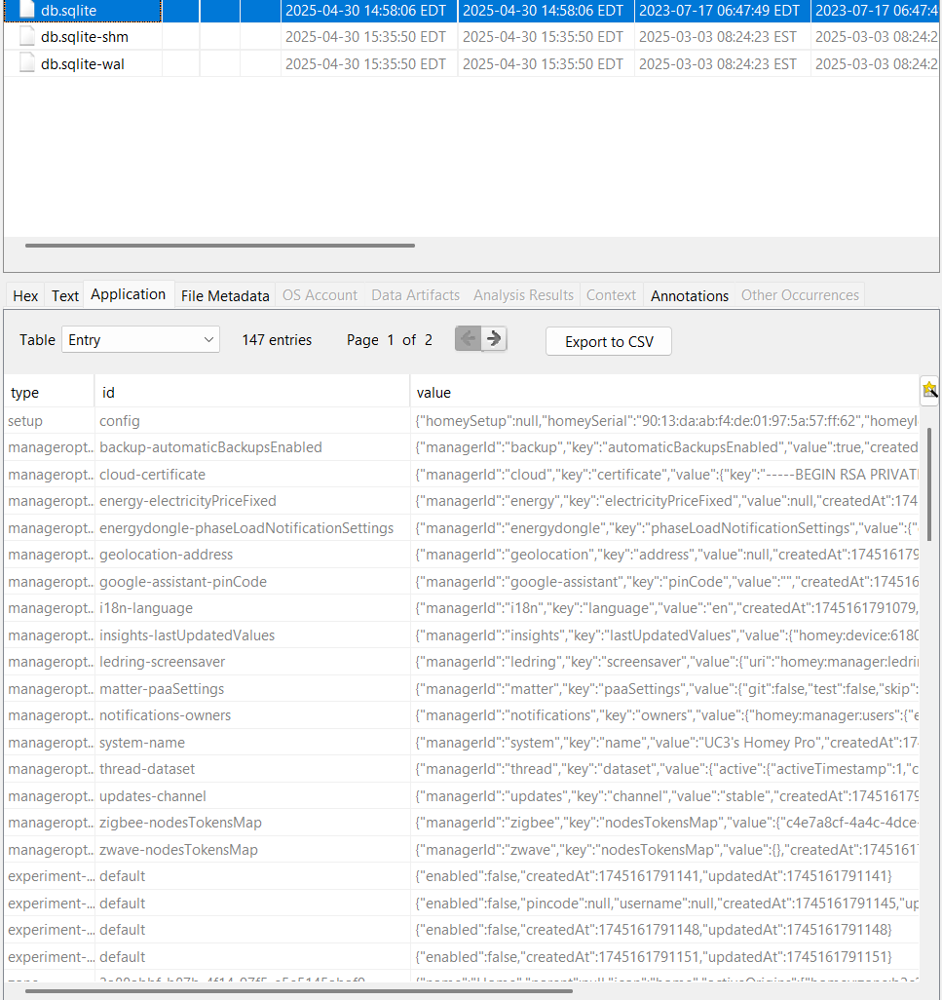 db.sqlite 2025-04-30 14:58:06 EDT 2025-04-30 14:58:06 EDT 2023-07-17 06:47:49 EDT 2023-07-17 06:47:4
db.sqlite-shm 2025-04-30 15:35:50 EDT 2025-04-30 15:35:50 EDT 2025-03-03 08:24:23 EST 2025-03-03 08:24:2
db.sqlite-wal 2025-04-30 15:35:50 EDT 2025-04-30 15:35:50 EDT 2025-03-03 08:24:23 EST 2025-03-03 08:24:2
Hex Text Application File Metadata OS Account Data Artifacts Analysis Results Context Annotations Other Occurrences
Table Entry 147 entries Page 1 of 2 Export to CSV
type id value
setup config {"homeySetup":null,"homeySerial":"90:13:da:ab:f4:de:01:97:5a:57:ff:62","homeyI
manageropt... backup-automaticBackupsEnabled {"managerId":"backup","key":"automaticBackupsEnabled","value":true,"created
manageropt... cloud-certificate {"managerId":"cloud","key":"certificate","value":{"key":"-----BEGIN RSA PRIVAT
manageropt... energy-electricityPriceFixed {"managerId":"energy","key":"electricityPriceFixed","value":null,"createdAt":174
manageropt... energydongle-phaseLoadNotificationSettings {"managerId":"energydongle","key":"phaseLoadNotificationSettings","value":{"
manageropt... geolocation-address {"managerId":"geolocation","key":"address","value":null,"createdAt":174516179
manageropt... google-assistant-pinCode {"managerId":"google-assistant","key":"pinCode","value":"","createdAt":174516
manageropt... i18n-language {"managerId":"i18n","key":"language","value":"en","createdAt":1745161791079,
manageropt... insights-lastUpdatedValues {"managerId":"insights","key":"lastUpdatedValues","value":{"homey:device:6180
manageropt... ledring-screensaver {"managerId":"ledring","key":"screensaver","value":{"uri":"homey:manager:ledrin
manageropt... matter-paaSettings {"managerId":"matter","key":"paaSettings","value":{"git":false,"test":false,"skip":
manageropt... notifications-owners {"managerId":"notifications","key":"owners","value":{"homey:manager:users":{"e
manageropt... system-name {"managerId":"system","key":"name","value":"UC3's Homey Pro","createdAt":174
manageropt... thread-dataset {"managerId":"thread","key":"dataset","value":{"active":{"activeTimestamp":1,"c
manageropt... updates-channel {"managerId":"updates","key":"channel","value":"stable","createdAt":174516179
manageropt... zigbee-nodesTokensMap {"managerId":"zigbee","key":"nodesTokensMap","value":{"c4e7a8cf-4a4c-4dce-
manageropt... zwave-nodesTokensMap {"managerId":"zwave","key":"nodesTokensMap","value":{},"createdAt":17451617
experiment-... default {"enabled":false,"createdAt":1745161791141,"updatedAt":1745161791141}
experiment-... default {"enabled":false,"pincode":null,"username":null,"createdAt":1745161791145,"up
experiment-... default {"enabled":false,"createdAt":1745161791148,"updatedAt":1745161791148}
experiment-... default {"enabled":false,"createdAt":1745161791151,"updatedAt":1745161791151}